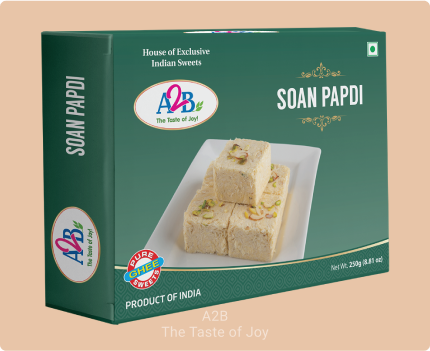 House of Exclusive
Indian Sweets
A2B
The Taste of Joy!
SOAN PAPDI
SOAN PAPDI
A2B
The Taste of Joy!
PURE
GHEE
SWEETS
Net Wt. 250g (8.81 oz)
PRODUCT OF INDIA
A2B
The Taste of Joy